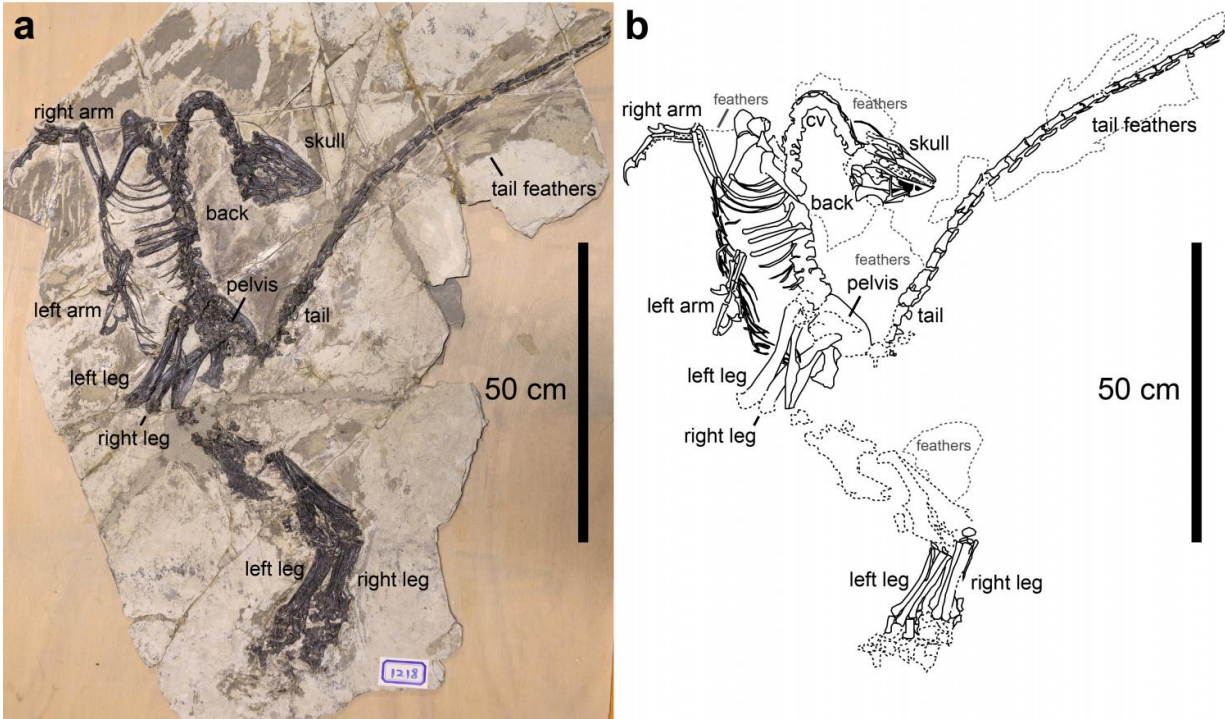 a
right arm
skull
tail feathers
back
left arm
pelvis
tail
left leg
right leg
50 cm
left leg
right leg
1218
b
feathers
feathers
right arm
cv
skull
tail feathers
back
feathers
pelvis
left arm
tail
left leg
50 cm
right leg
feathers
left leg
right leg